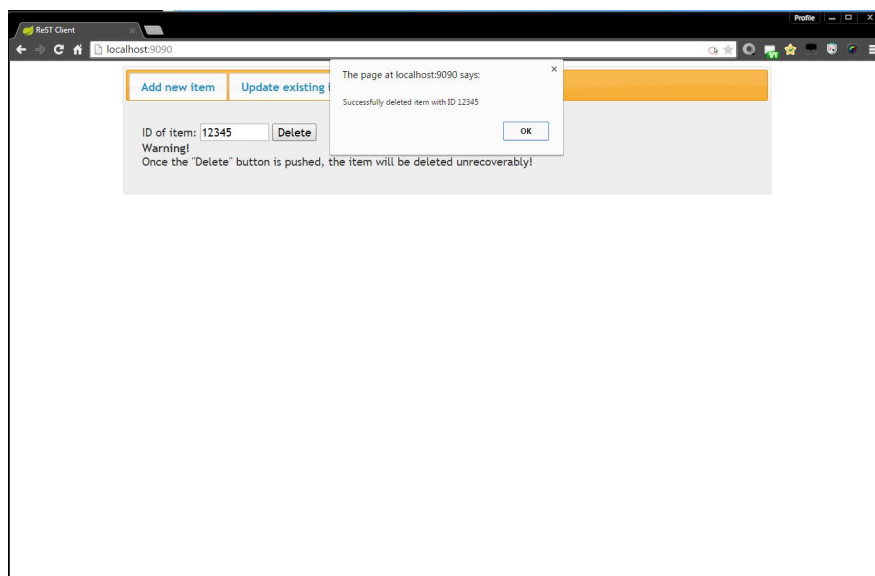 Profile
ReST Client
localhost:9090
The page at localhost:9090 says:
Successfully deleted item with ID 12345
OK
Add new item
Update existing i
ID of item: 12345 Delete
Warning!
Once the "Delete" button is pushed, the item will be deleted unrecoverably!